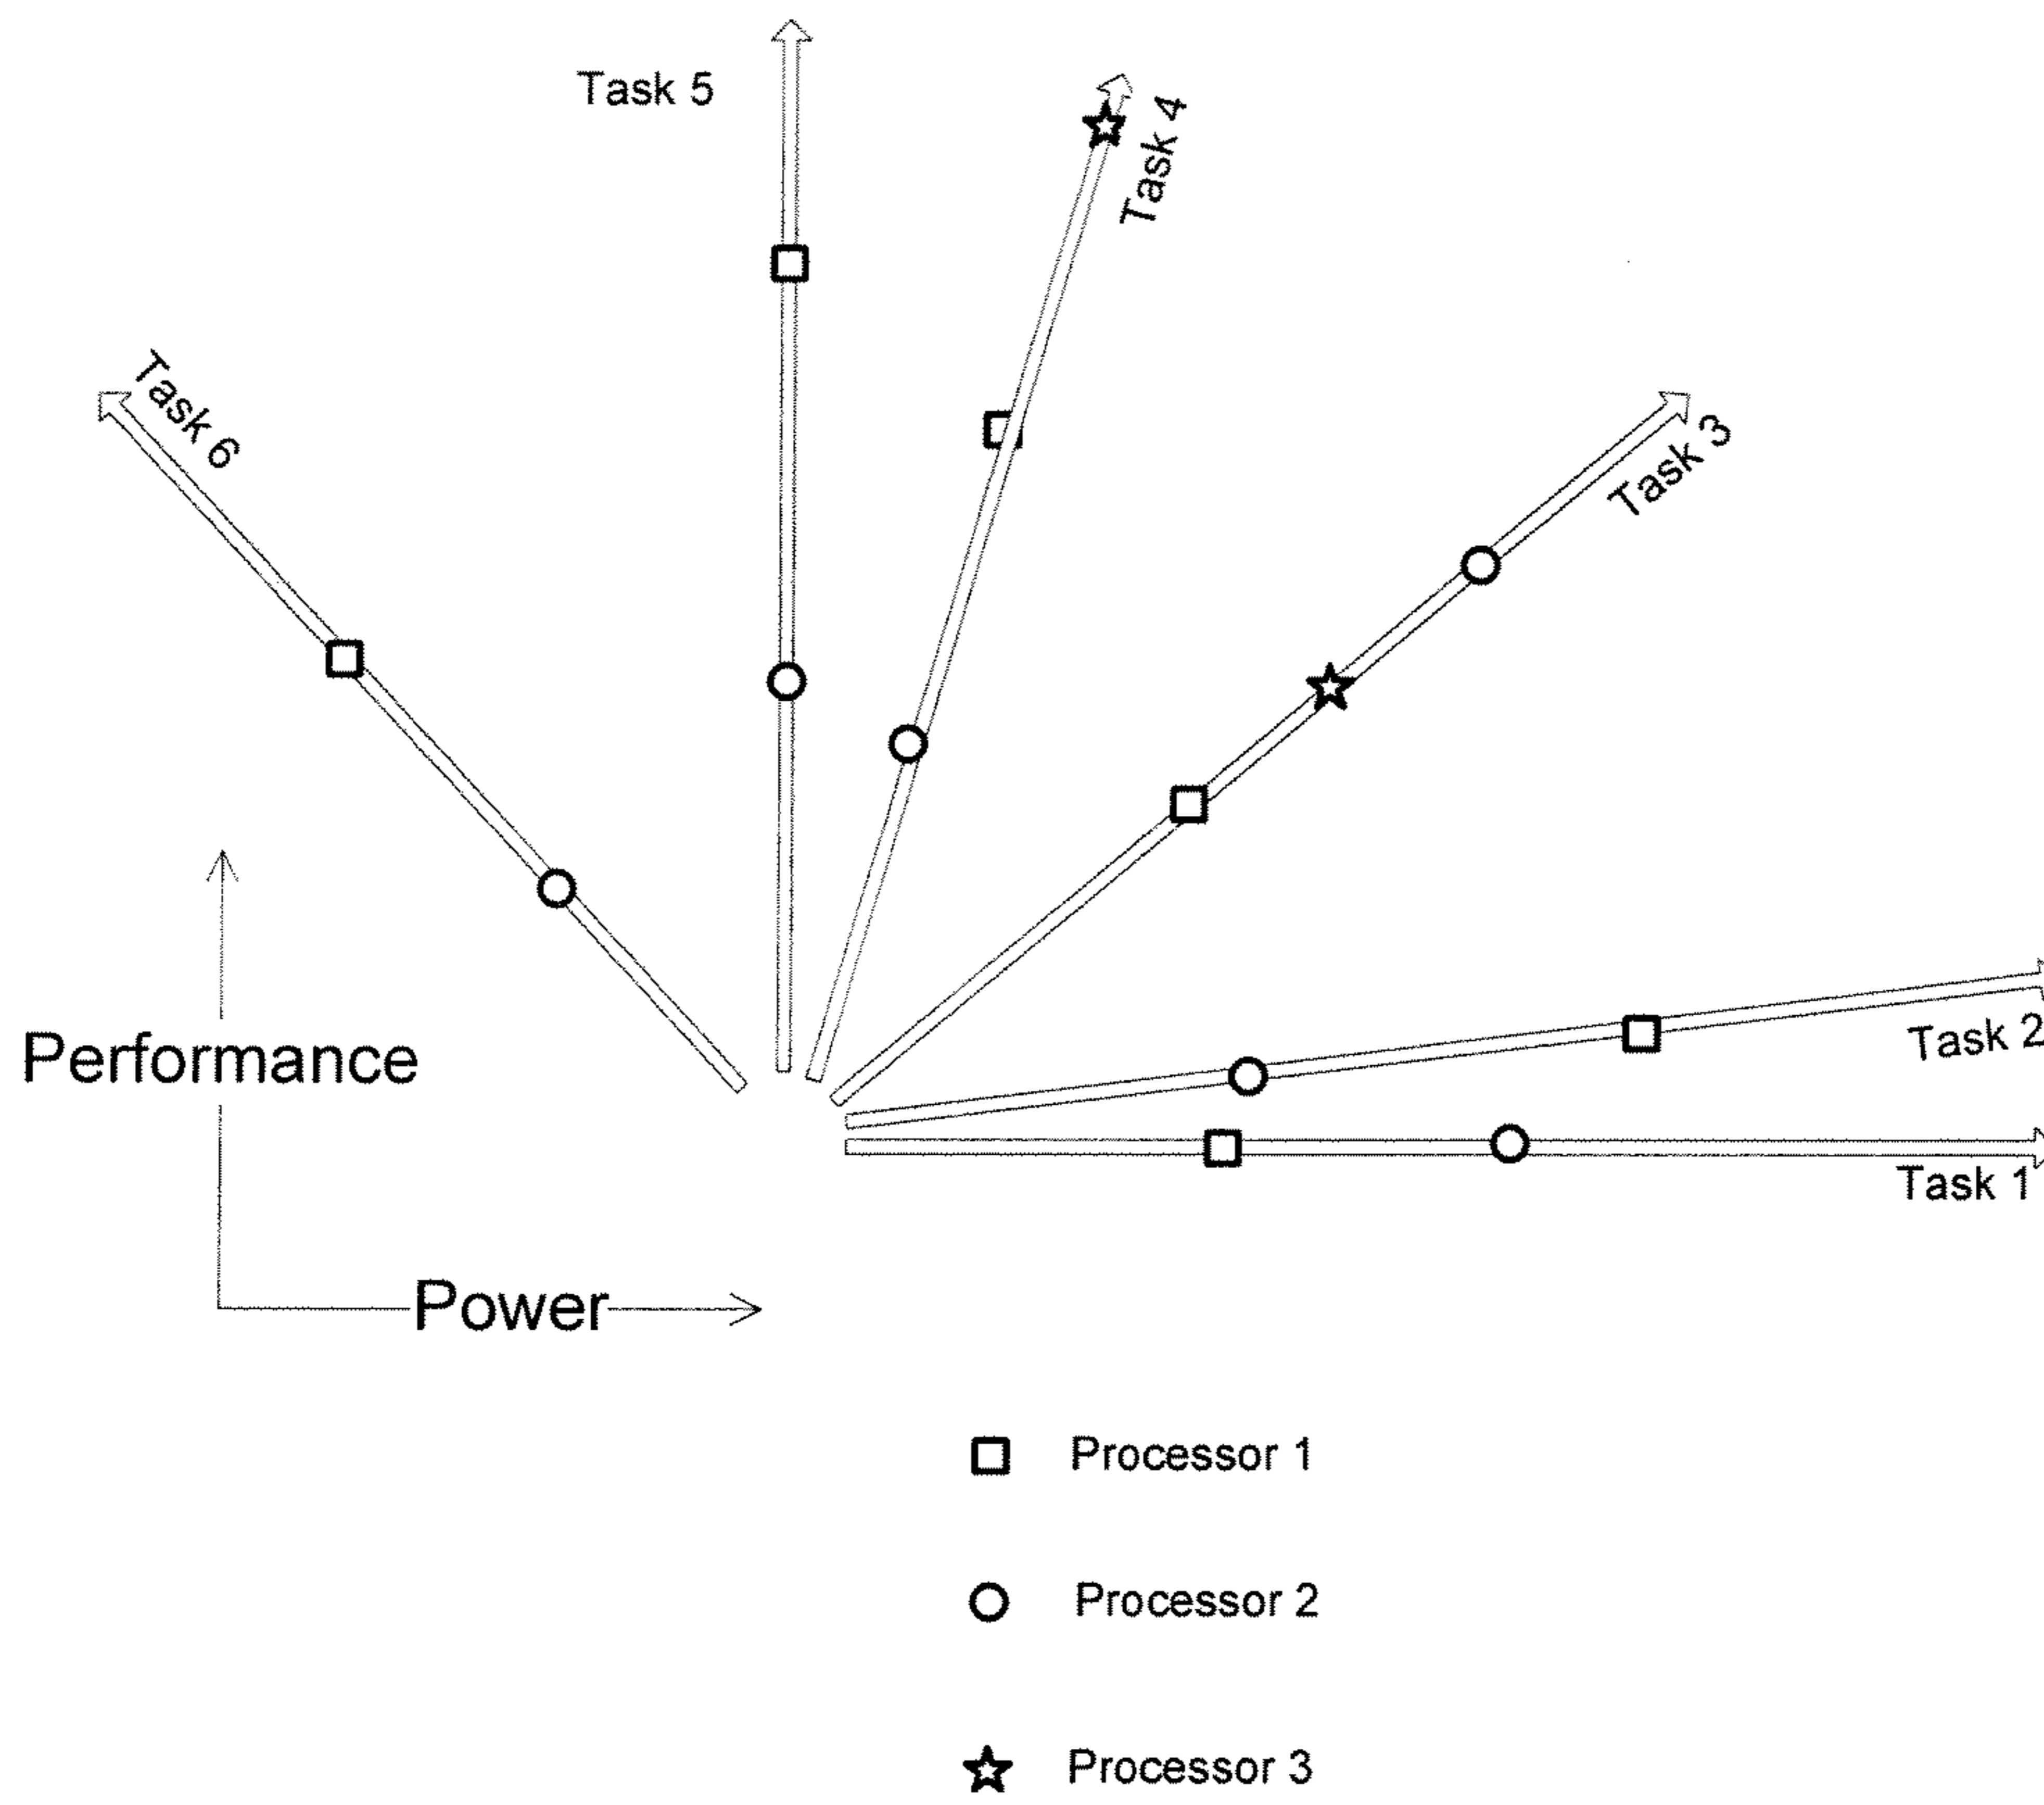 Task 5
Task 4
Task 6
Task 3
Performance
Task 2
Task 1
Power
Processor 1
Processor 2
Processor 3